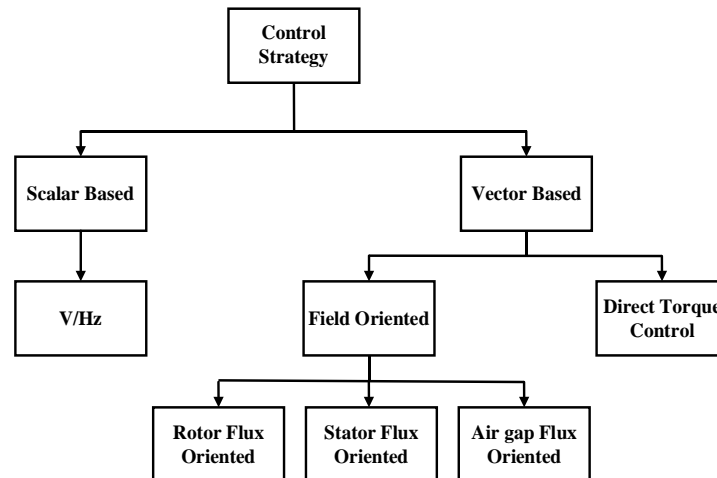 Control
Strategy
Scalar Based
Vector Based
V/Hz
Field Oriented
Direct Torque
Control
Rotor Flux
Oriented
Stator Flux
Oriented
Air gap Flux
Oriented